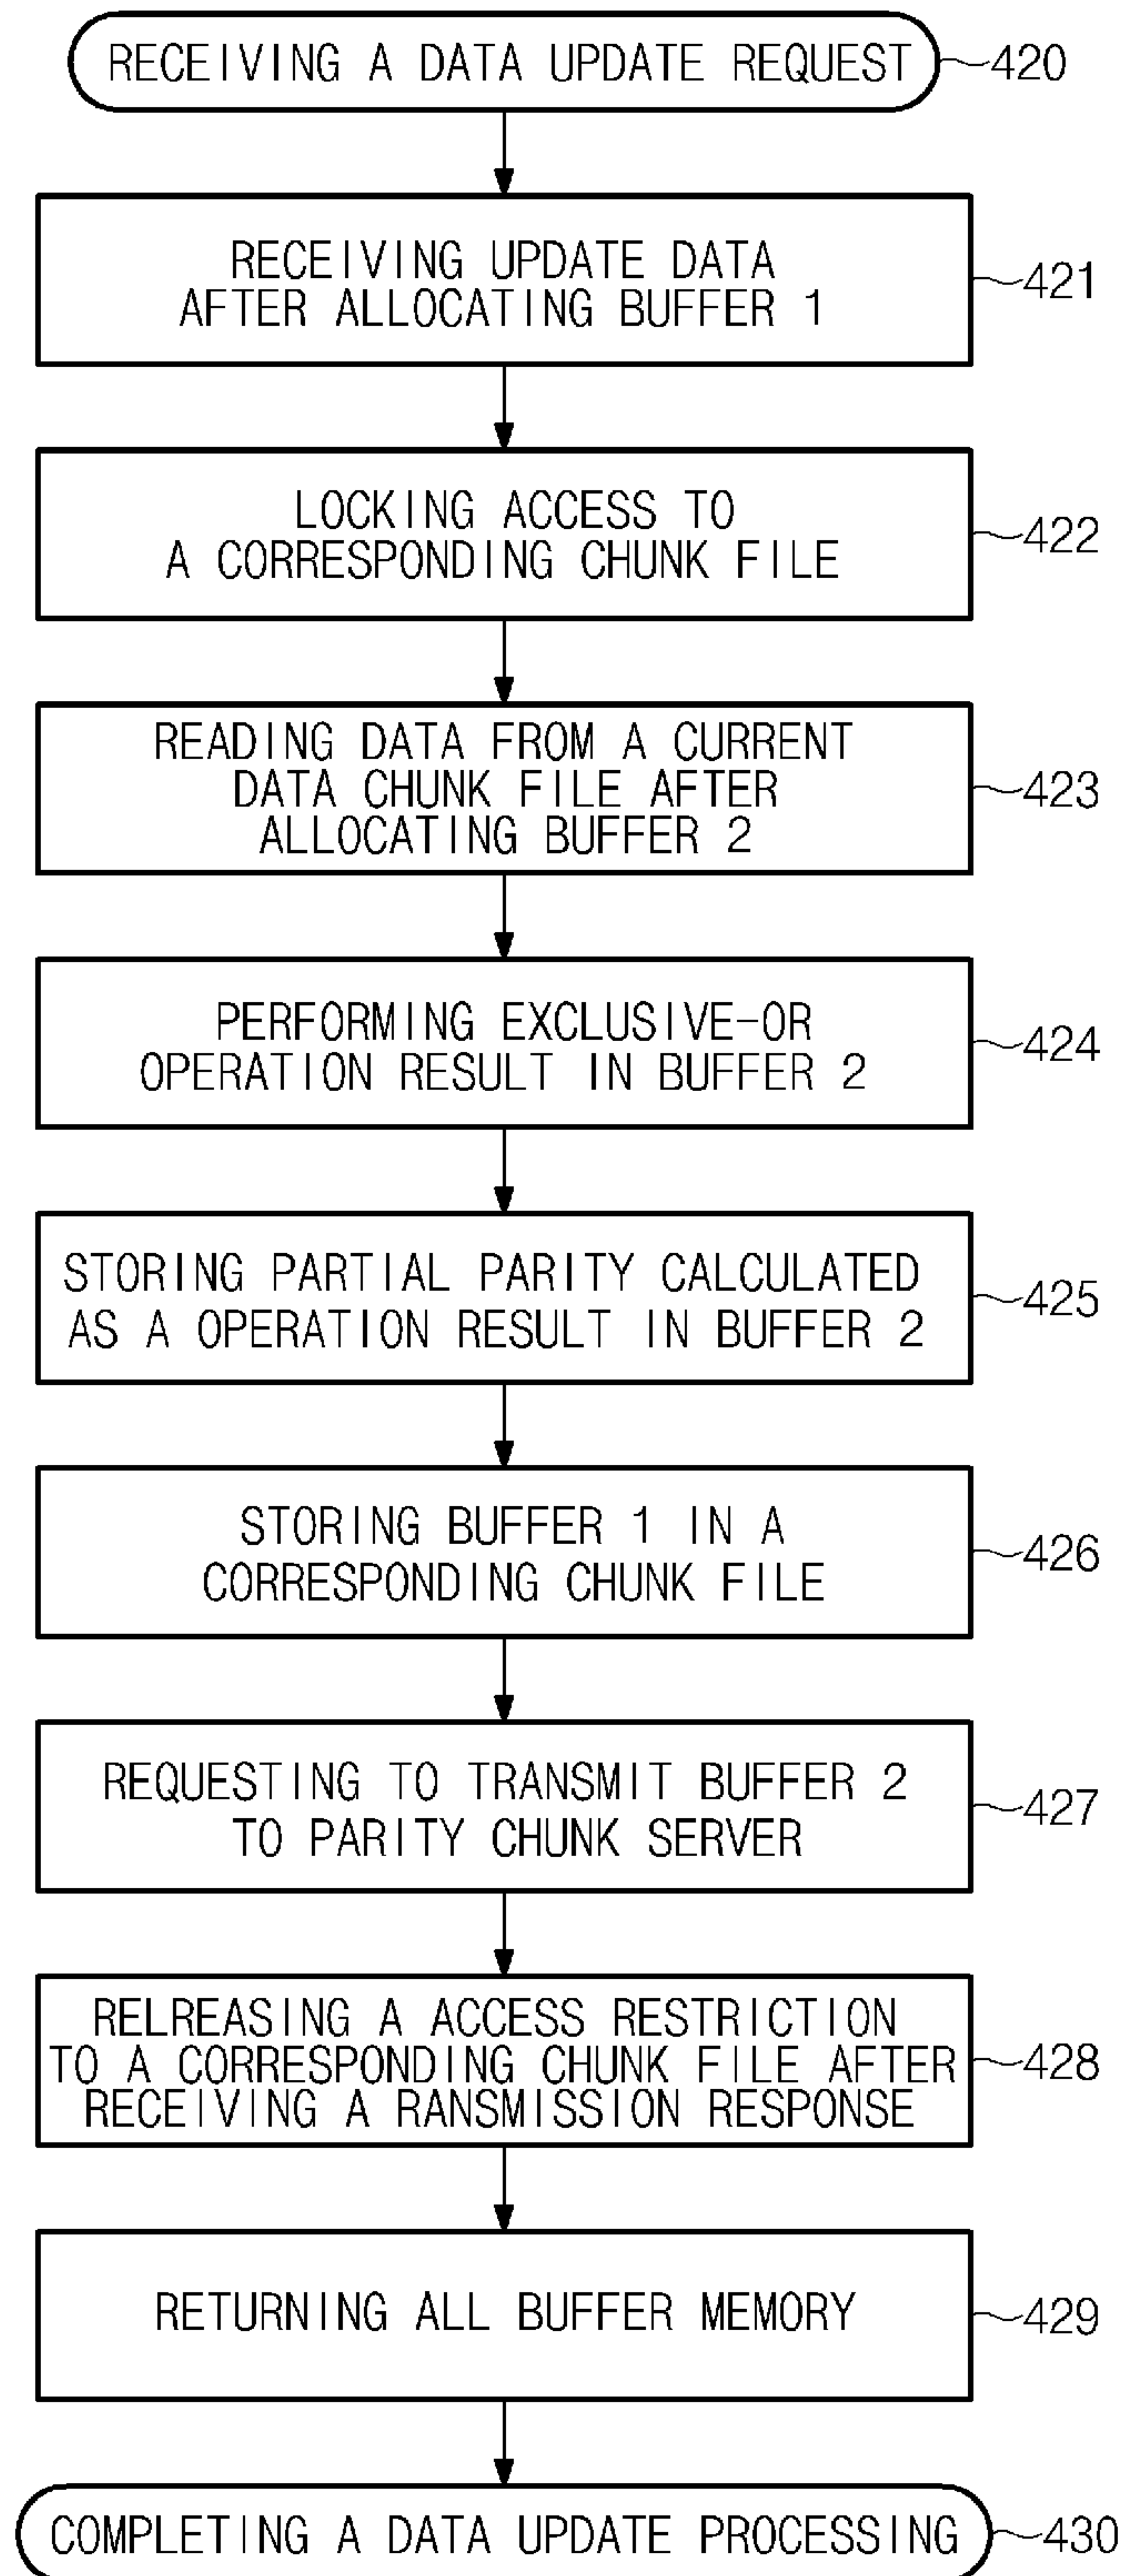 RECEIVING A DATA UPDATE REQUEST 420
RECEIVING UPDATE DATA
AFTER ALLOCATING BUFFER 1
421
LOCKING ACCESS TO
A CORRESPONDING CHUNK FILE
422
READING DATA FROM A CURRENT
DATA CHUNK FILE AFTER
ALLOCATING BUFFER 2
423
PERFORMING EXCLUSIVE-OR
OPERATION RESULT IN BUFFER 2
424
STORING PARTIAL PARITY CALCULATED
AS A OPERATION RESULT IN BUFFER 2
425
STORING BUFFER 1 IN A
CORRESPONDING CHUNK FILE
426
REQUESTING TO TRANSMIT BUFFER 2
TO PARITY CHUNK SERVER
427
RELREASING A ACCESS RESTRICTION
TO A CORRESPONDING CHUNK FILE AFTER
RECEIVING A RANSMISSION RESPONSE
428
RETURNING ALL BUFFER MEMORY
429
COMPLETING A DATA UPDATE PROCESSING 430